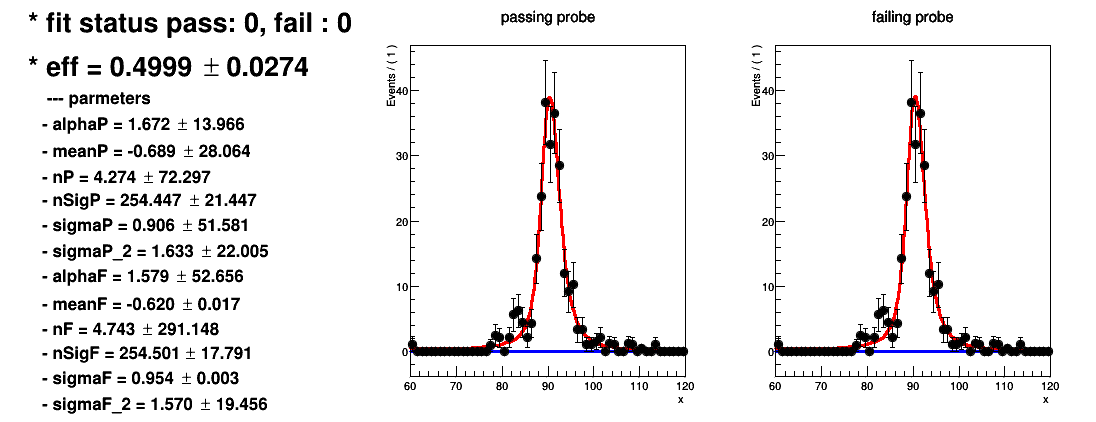 * fit status pass: 0, fail : 0
* eff = 0.4999 ± 0.0274
--- parmeters
- alphaP = 1.672 ± 13.966
- meanP = -0.689 ± 28.064
- nP = 4.274 ± 72.297
- nSigP = 254.447 ± 21.447
- sigmaP = 0.906 ± 51.581
- sigmaP_2 = 1.633 ± 22.005
- alphaF = 1.579 ± 52.656
- meanF = -0.620 ± 0.017
- nF = 4.743 ± 291.148
- nSigF = 254.501 ± 17.791
- sigmaF = 0.954 ± 0.003
- sigmaF_2 = 1.570 ± 19.456
passing probe
Events / ( 1 )
40
30
20
10
0
60 70 80 90 100 110 120
x
failing probe
Events / ( 1 )
40
30
20
10
0
60 70 80 90 100 110 120
x